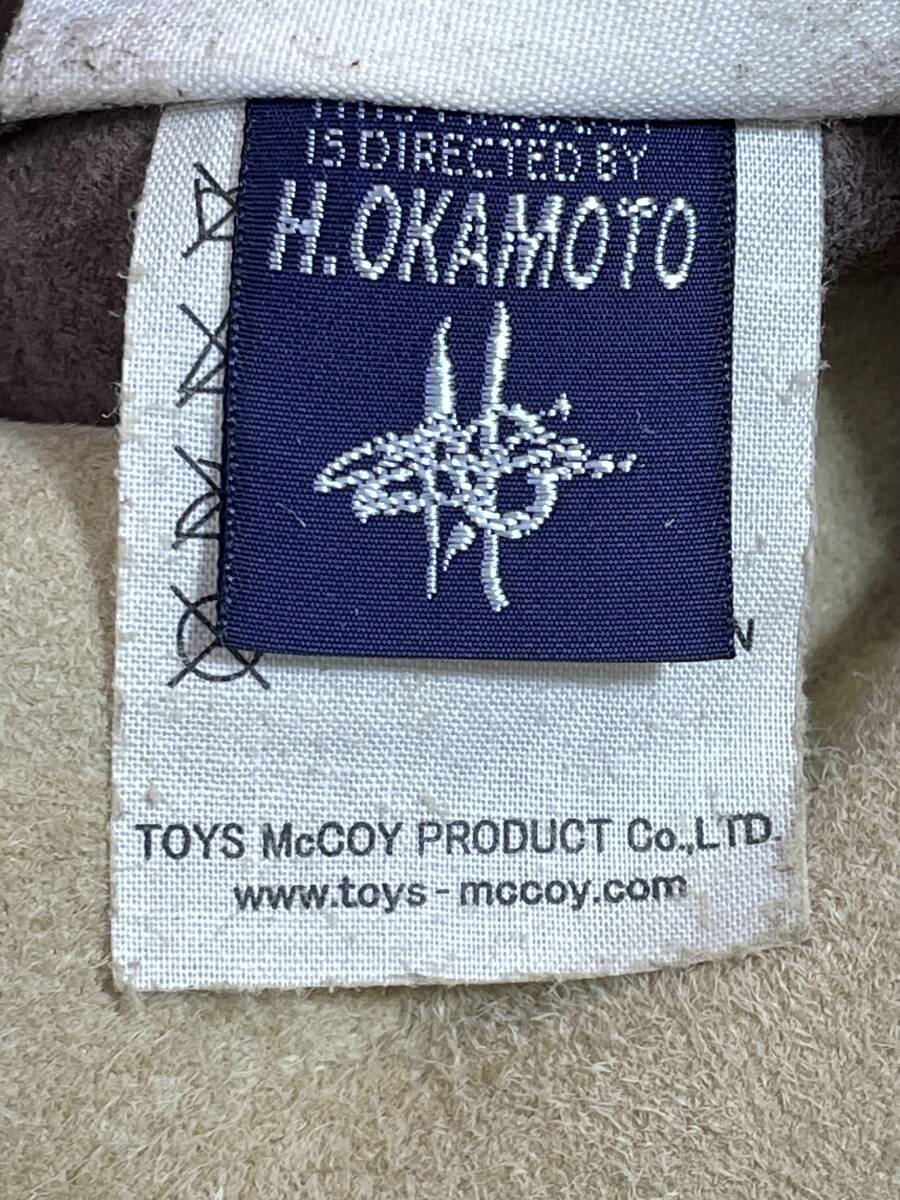 IS DIRECTED BY
H.OKAMOTO
N
TOYS McCOY PRODUCT Co.,LTD.
www.toys-mccoy.com